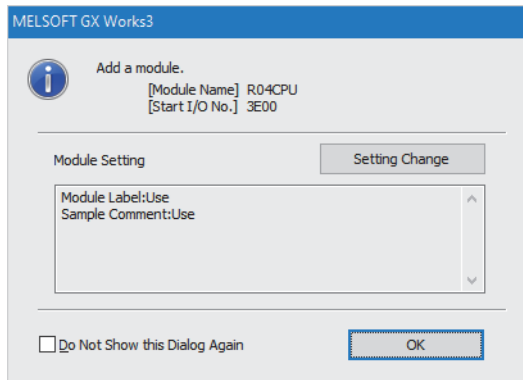 MELSOFT GX Works3
Add a module.
[Module Name] R04CPU
[Start I/O No.] 3E00
Module Setting
Setting Change
Module Label:Use
Sample Comment:Use
Do Not Show this Dialog Again
OK